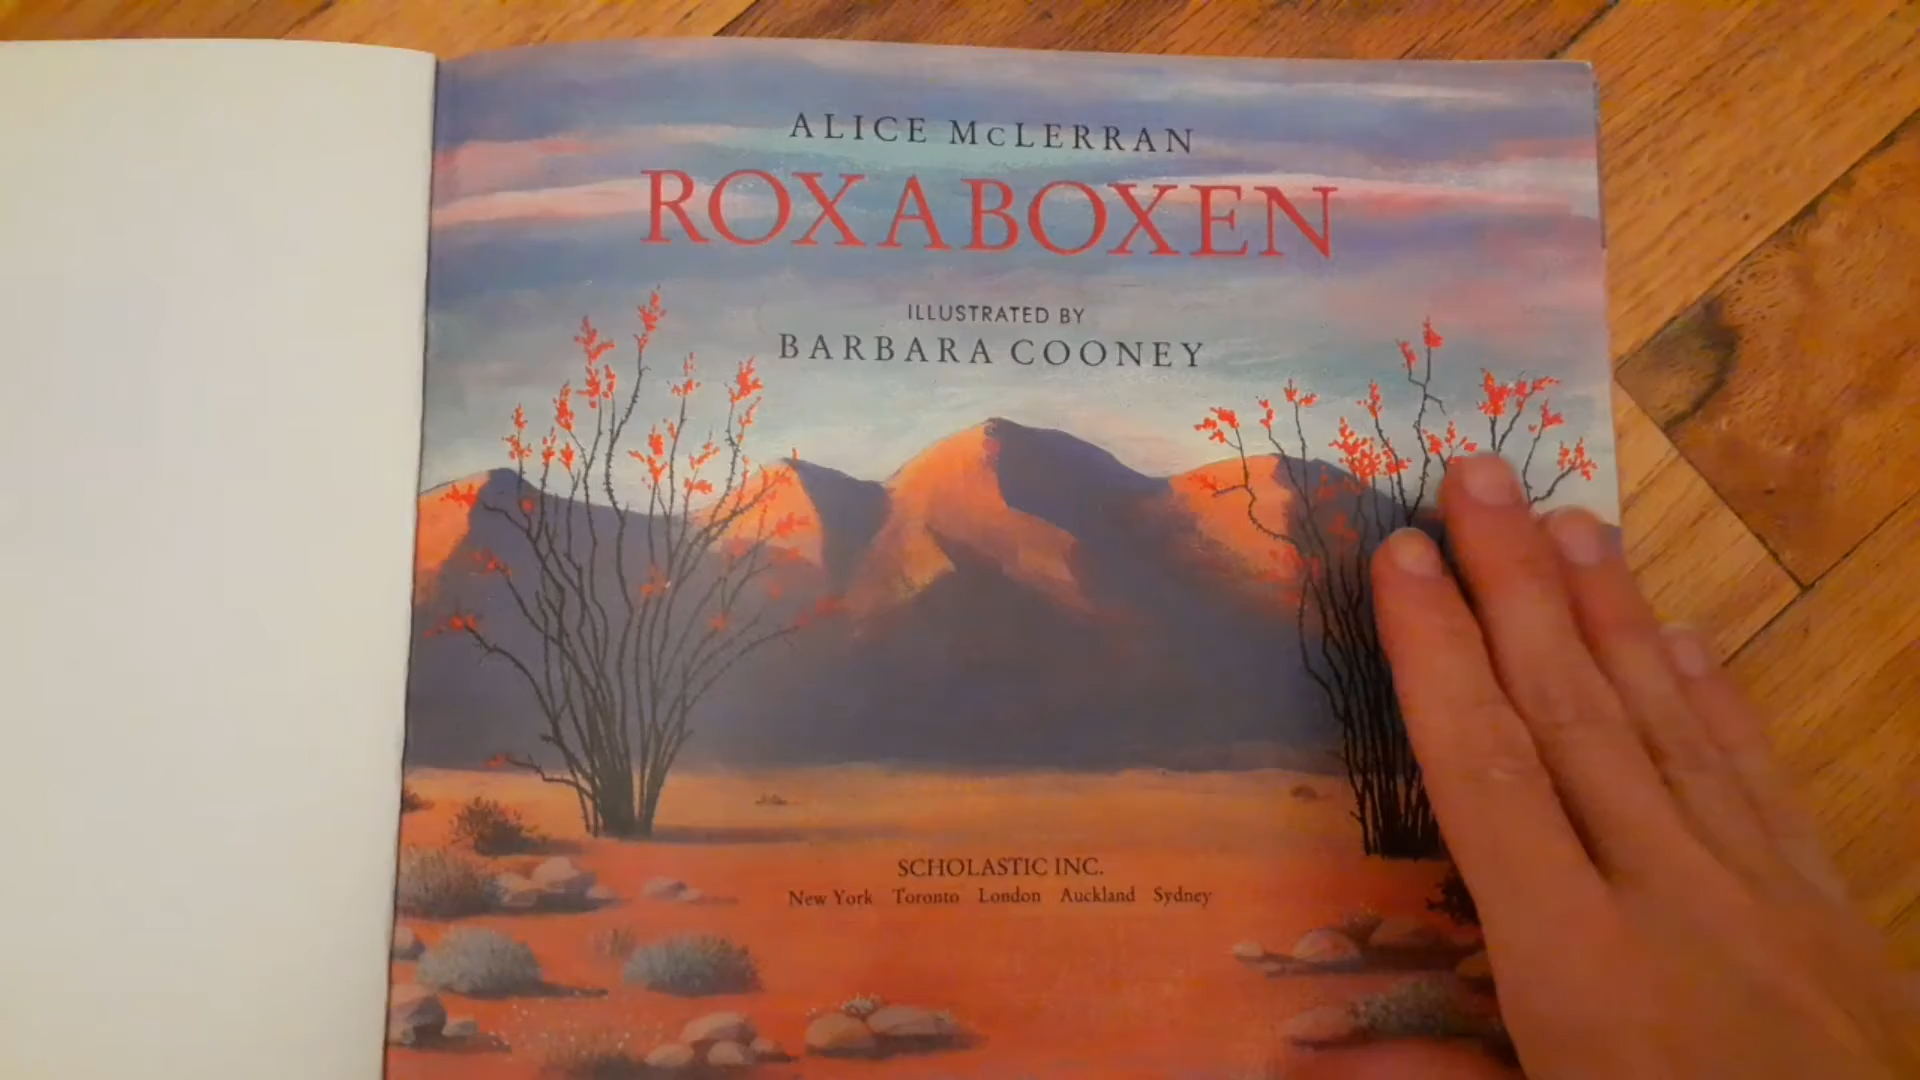 ALICE McLERRAN
ROXABOXEN
ILLUSTRATED BY
BARBARA COONEY
SCHOLASTIC INC.
New York Toronto London Auckland Sydney